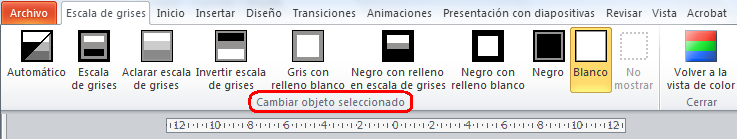 Archivo Escala de grises Inicio Insertar Diseño Transiciones Animaciones Presentación con diapositivas Revisar Vista Acrobat
Automático Escala de grises Aclarar escala de grises Invertir escala de grises Gris con relleno blanco Negro con relleno en escala de grises Negro con relleno blanco Negro Blanco No mostrar Volver a la vista de color
Cambiar objeto seleccionado Cerrar
12 10 8 6 4 2 0 2 4 6 8 10 12